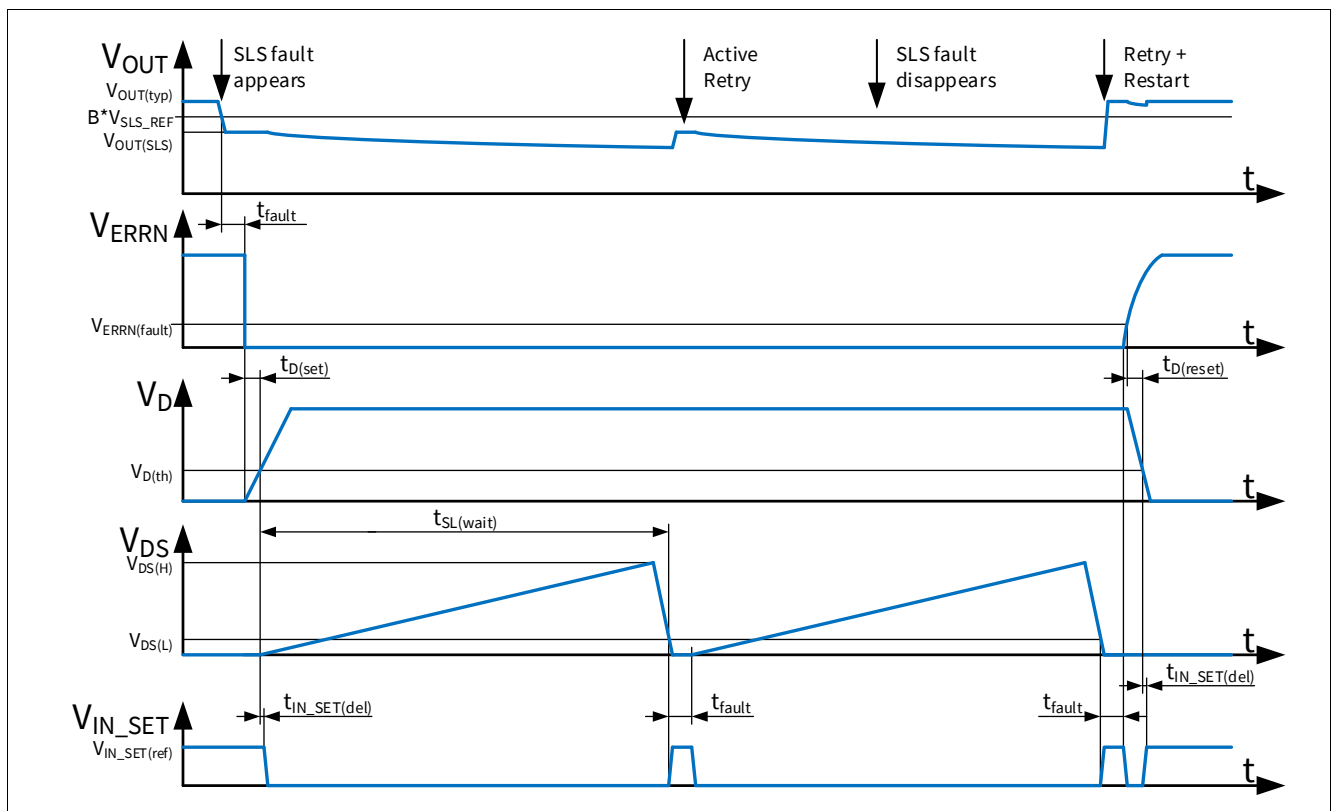 SLS fault
appears
Active
Retry
SLS fault
disappears
Retry +
Restart
VOUT
VOUT(typ)
B*VSLS_REF
VOUT(SLS)
t
tfault
VERRN
VERRN(fault)
t
tD(set)
tD(reset)
VD
VD(th)
t
tSL(wait)
VDS
VDS(H)
VDS(L)
t
tIN_SET(del)
tIN_SET(del)
tfault
tfault
VIN_SET
VIN_SET(ref)
t